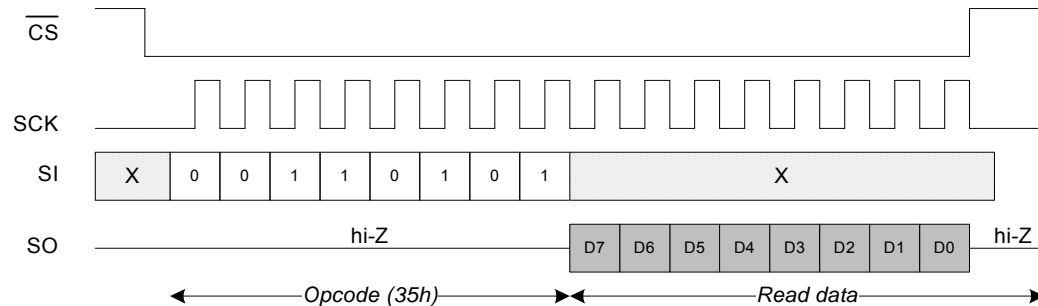 CS
SCK
SI X 0 0 1 1 0 1 0 1 X
SO hi-Z D7 D6 D5 D4 D3 D2 D1 D0 hi-Z
Opcode (35h) Read data